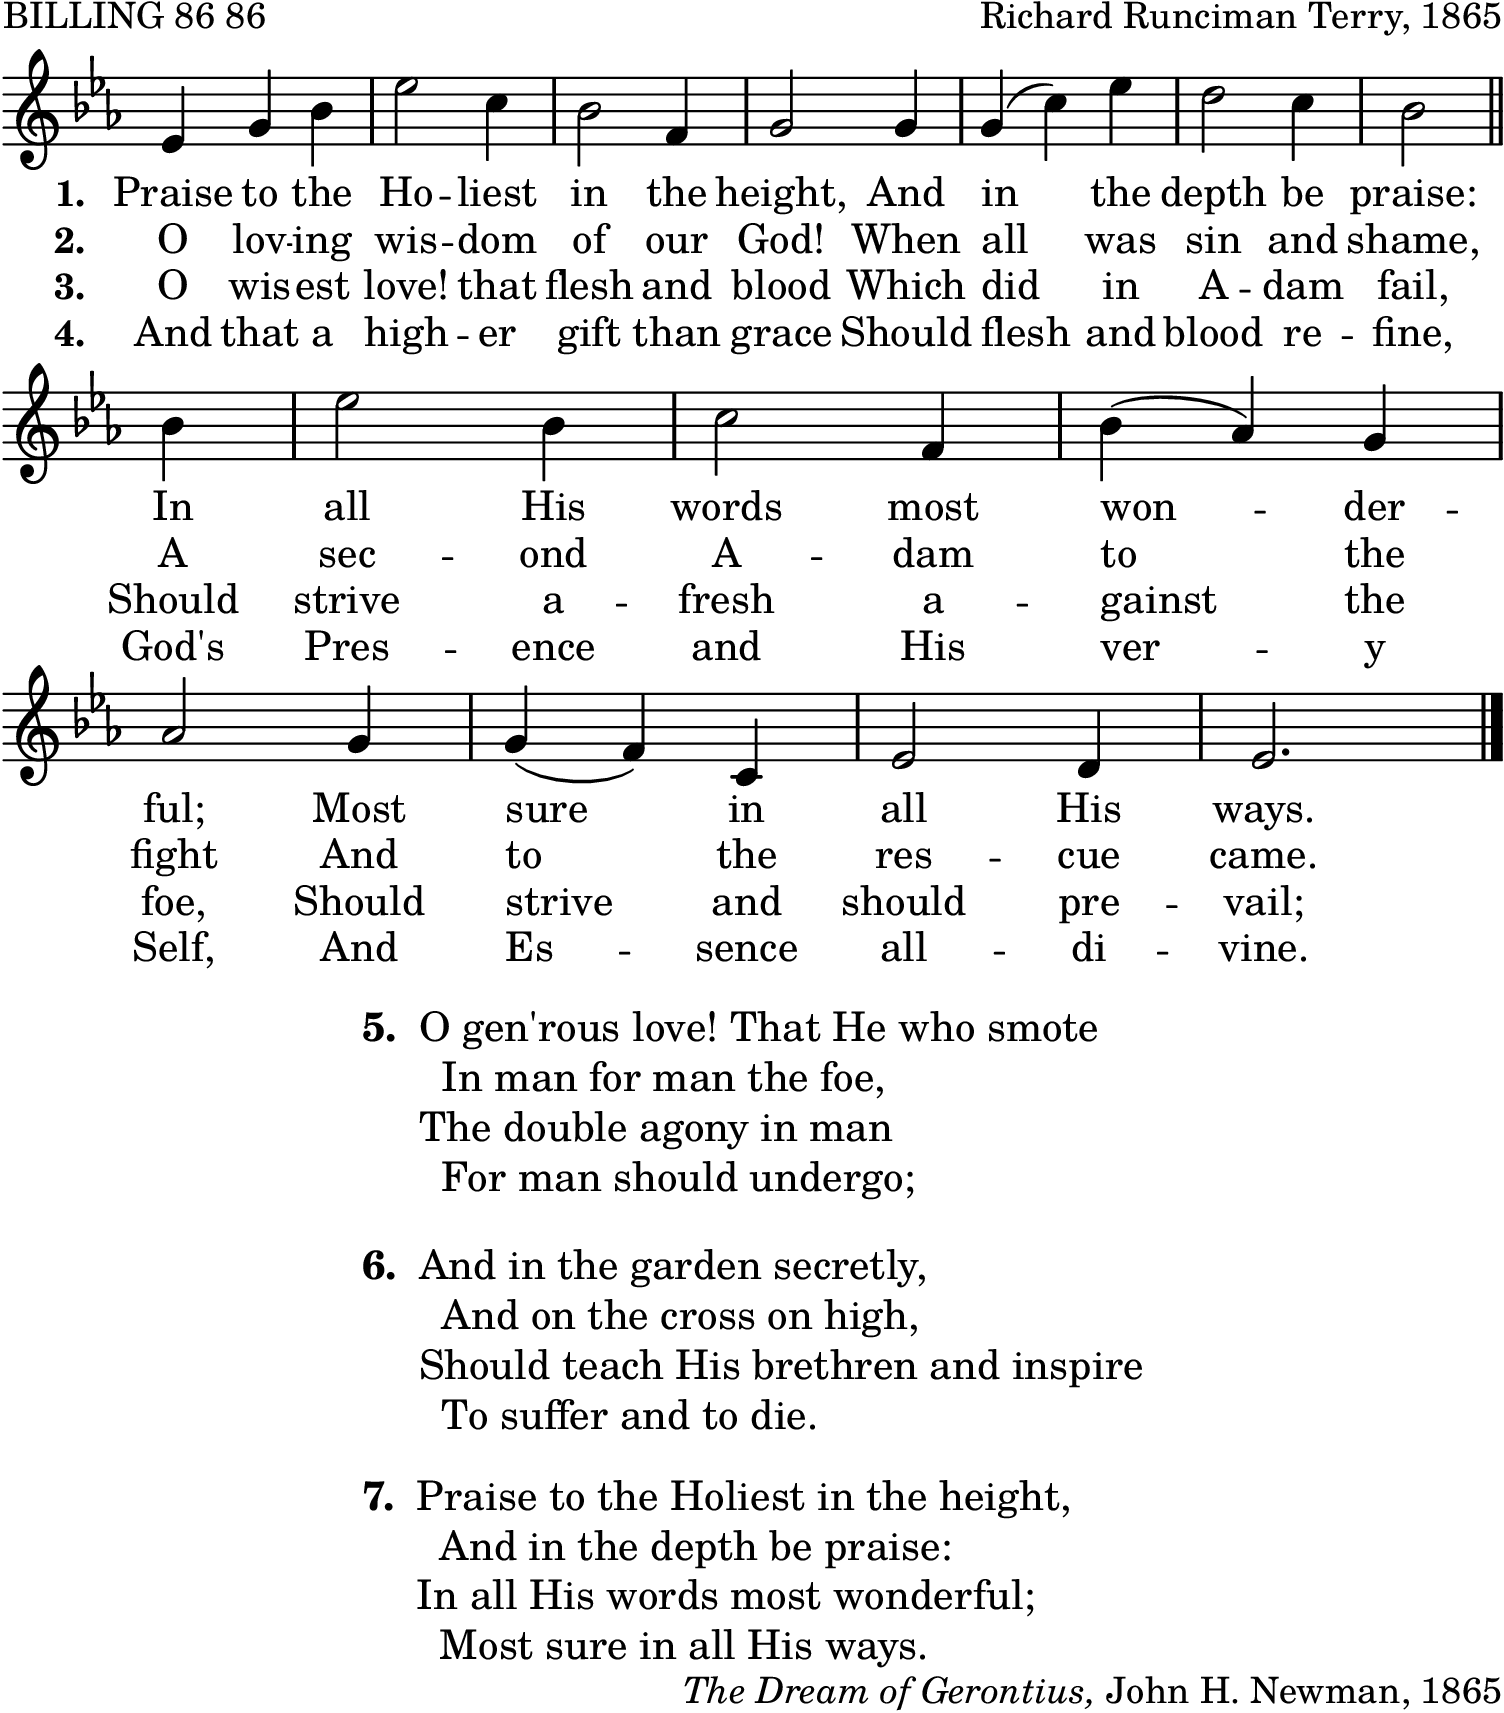 BILLING 86 86 Richard Runciman Terry, 1865
1. Praise to the Ho -- liest in the height, And in the depth be praise:
2. O lov -- ing wis -- dom of our God! When all was sin and shame,
3. O wis -- est love! that flesh and blood Which did in A -- dam fail,
4. And that a high -- er gift than grace Should flesh and blood re -- fine,
In all His words most won -- der --
A sec -- ond A -- dam to the
Should strive a -- fresh a -- gainst the
God's Pres -- ence and His ver -- y
ful; Most sure in all His ways.
fight And to the res -- cue came.
foe, Should strive and should pre -- vail;
Self, And Es -- sence all -- di -- vine.
5. O gen'rous love! That He who smote
In man for man the foe,
The double agony in man
For man should undergo;
6. And in the garden secretly,
And on the cross on high,
Should teach His brethren and inspire
To suffer and to die.
7. Praise to the Holiest in the height,
And in the depth be praise:
In all His words most wonderful;
Most sure in all His ways.
The Dream of Gerontius, John H. Newman, 1865